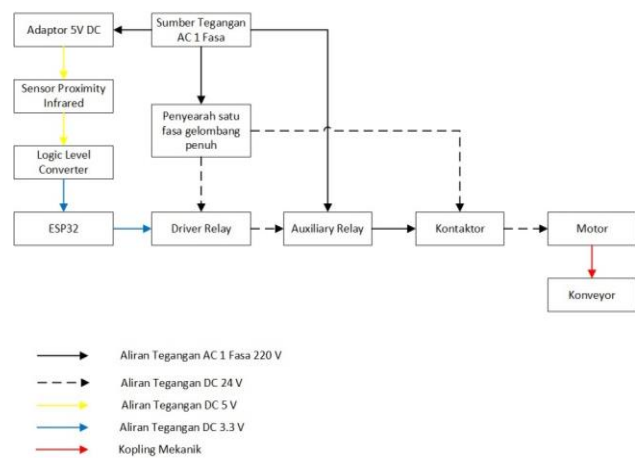 Adaptor 5V DC
Sumber Tegangan
AC 1 Fasa
Sensor Proximity
Infrared
Penyearah satu
fasa gelombang
penuh
Logic Level
Converter
ESP32
Driver Relay
Auxiliary Relay
Kontaktor
Motor
Konveyor
Aliran Tegangan AC 1 Fasa 220 V
Aliran Tegangan DC 24 V
Aliran Tegangan DC 5 V
Aliran Tegangan DC 3.3 V
Kopling Mekanik